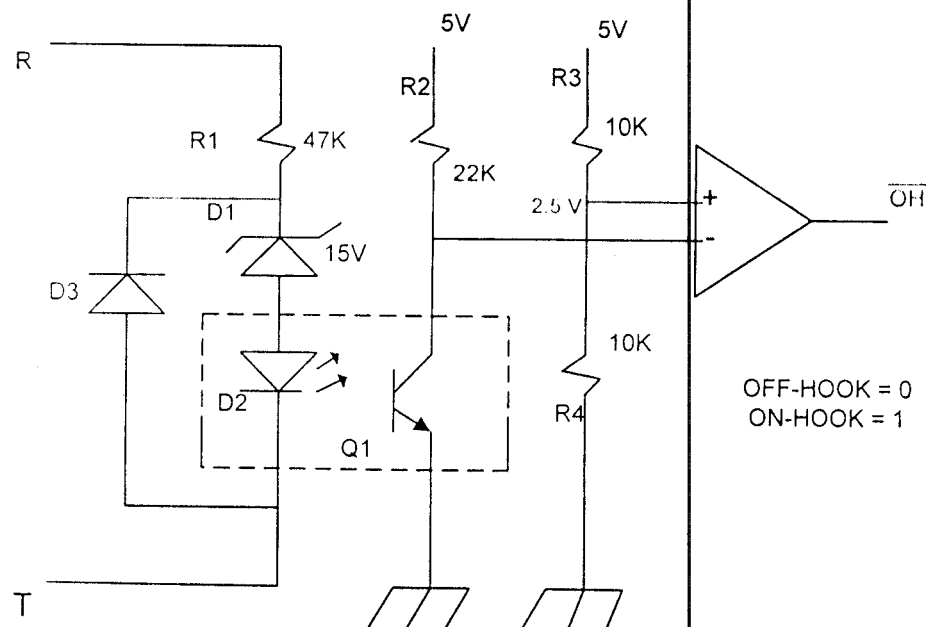 5V
5V
R
R2
R3
R1
47K
10K
22K
D1
2.5 V
+
OH
-
15V
D3
10K
D2
R4
OFF-HOOK = 0
ON-HOOK = 1
Q1
T